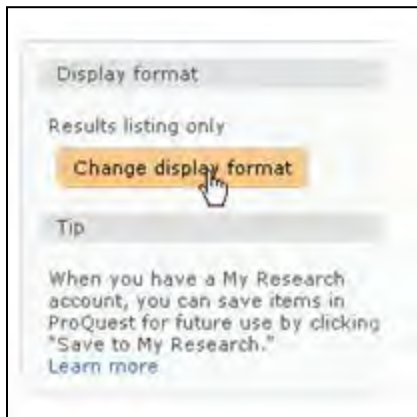 Display format
Results listing only
Change display format
Tip
When you have a My Research
account, you can save items in
ProQuest for future use by clicking
"Save to My Research."
Learn more